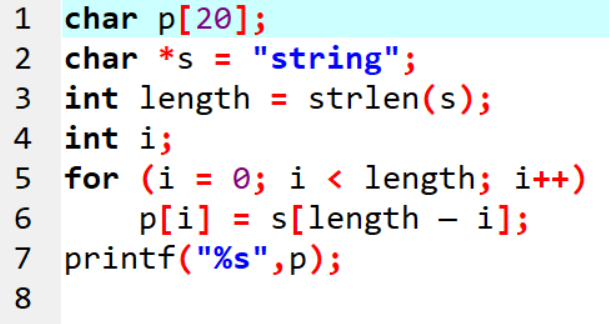 1 char p[20];
2 char *s = "string";
3 int length = strlen(s);
4 int i;
5 for (i = 0; i < length; i++)
6     p[i] = s[length – i];
7 printf("%s",p);
8